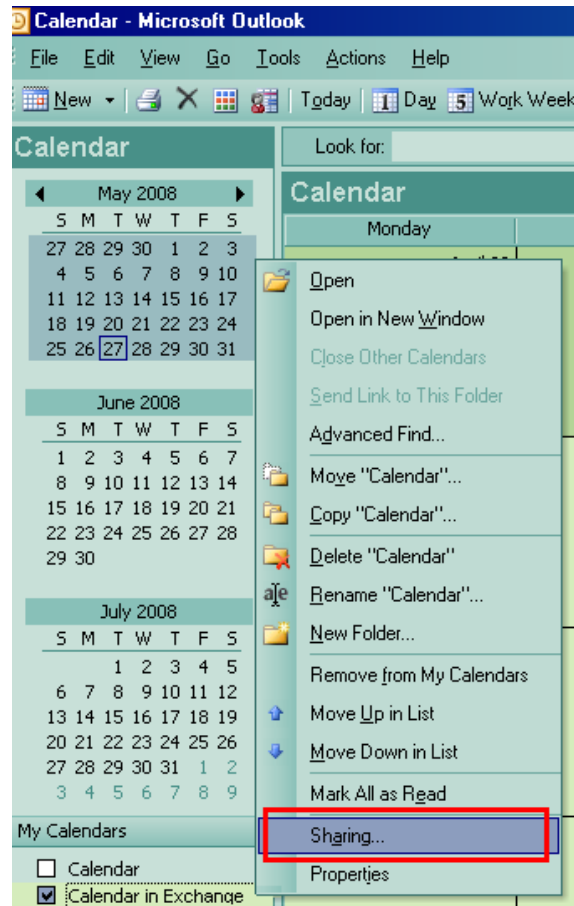 Calendar - Microsoft Outlook
File Edit View Go Tools Actions Help
New Today 1 Day 5 Work Week
Calendar
Look for:
May 2008
S M T W T F S
27 28 29 30 1 2 3
4 5 6 7 8 9 10
11 12 13 14 15 16 17
18 19 20 21 22 23 24
25 26 27 28 29 30 31
June 2008
S M T W T F S
1 2 3 4 5 6 7
8 9 10 11 12 13 14
15 16 17 18 19 20 21
22 23 24 25 26 27 28
29 30
July 2008
S M T W T F S
1 2 3 4 5
6 7 8 9 10 11 12
13 14 15 16 17 18 19
20 21 22 23 24 25 26
27 28 29 30 31 1 2
3 4 5 6 7 8 9
My Calendars
Calendar
Calendar in Exchange
Calendar
Monday
Open
Open in New Window
Close Other Calendars
Send Link to This Folder
Advanced Find...
Move "Calendar"...
Copy "Calendar"...
Delete "Calendar"
Rename "Calendar"...
New Folder...
Remove from My Calendars
Move Up in List
Move Down in List
Mark All as Read
Sharing...
Properties